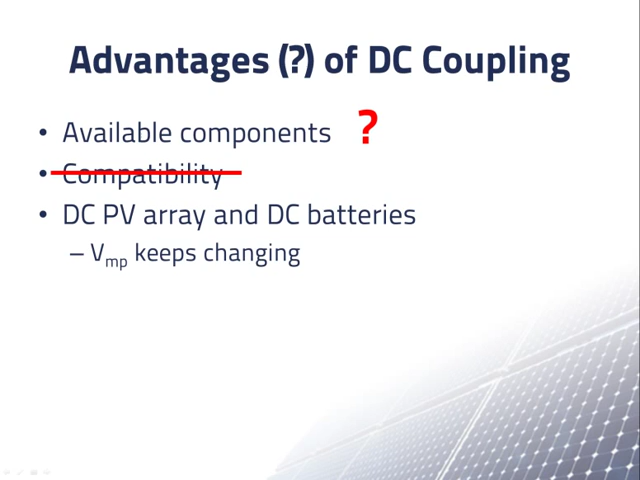 Advantages (?) of DC Coupling
• Available components ?
• Compatibility
• DC PV array and DC batteries
– Vmp keeps changing